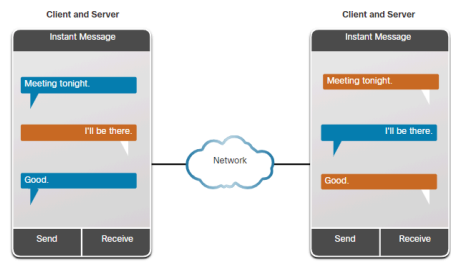 Client and Server
Instant Message
Meeting tonight.
I'll be there.
Good.
Send Receive
Network
Client and Server
Instant Message
Meeting tonight.
I'll be there.
Good.
Send Receive